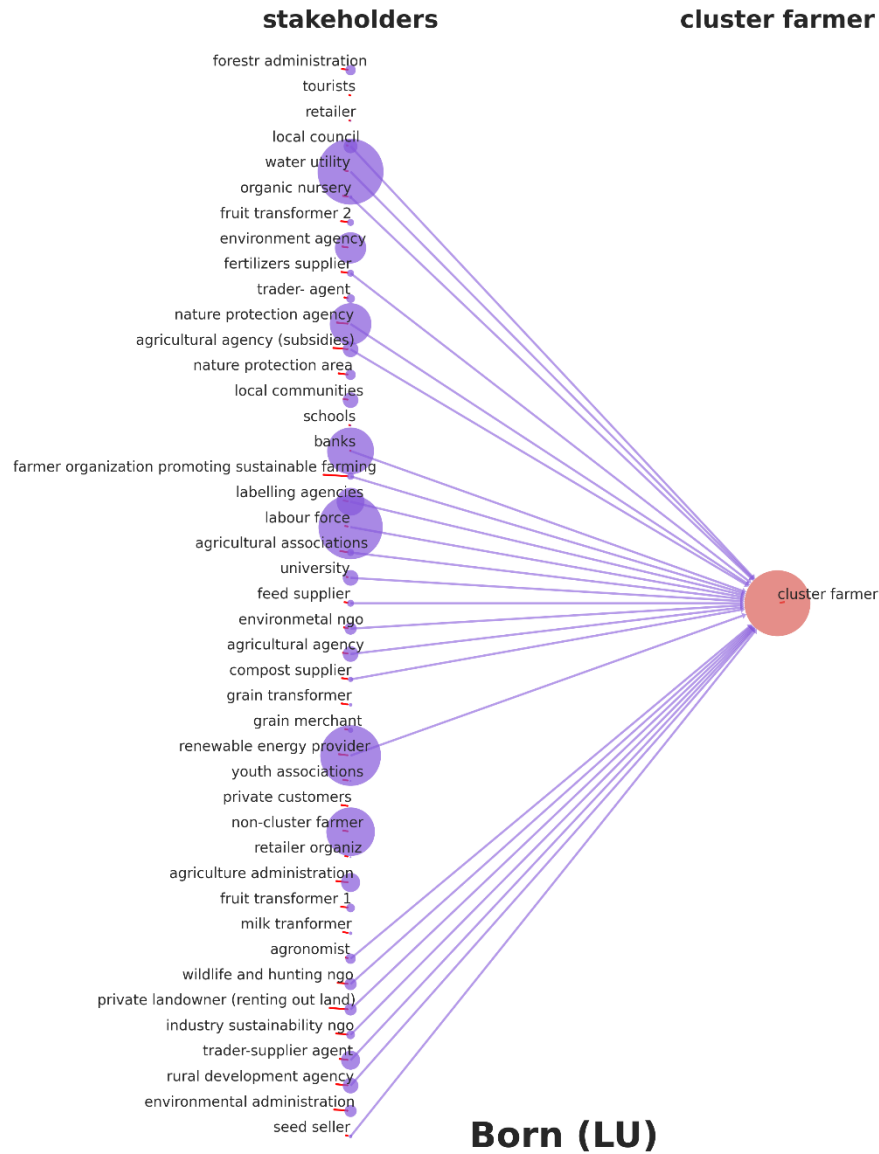 stakeholders
cluster farmer
forestr administration
tourists
retailer
local council
water utility
organic nursery
fruit transformer 2
environment agency
fertilizers supplier
trader- agent
nature protection agency
agricultural agency (subsidies)
nature protection area
local communities
schools
banks
farmer organization promoting sustainable farming
labelling agencies
labour force
agricultural associations
university
feed supplier
cluster farmer
environmetal ngo
agricultural agency
compost supplier
grain transformer
grain merchant
renewable energy provider
youth associations
private customers
non-cluster farmer
retailer organiz
agriculture administration
fruit transformer 1
milk tranformer
agronomist
wildlife and hunting ngo
private landowner (renting out land)
industry sustainability ngo
trader-supplier agent
rural development agency
environmental administration
seed seller
Born (LU)